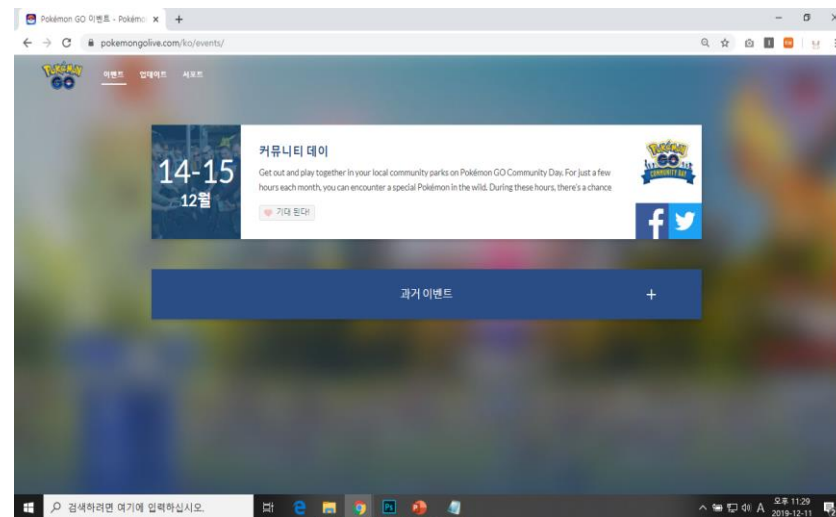 Pokémon GO 이벤트 - Pokémo
pokemongolive.com/ko/events/
POKÉMON GO
이벤트 업데이트 서포트
14-15
12월
커뮤니티 데이
Get out and play together in your local community parks on Pokémon GO Community Day. For just a few
hours each month, you can encounter a special Pokémon in the wild. During these hours, there's a chance
기대 된다!
POKÉMON GO
COMMUNITY DAY
과거 이벤트
검색하려면 여기에 입력하십시오.
Ps
A
오후 11:29
2019-12-11